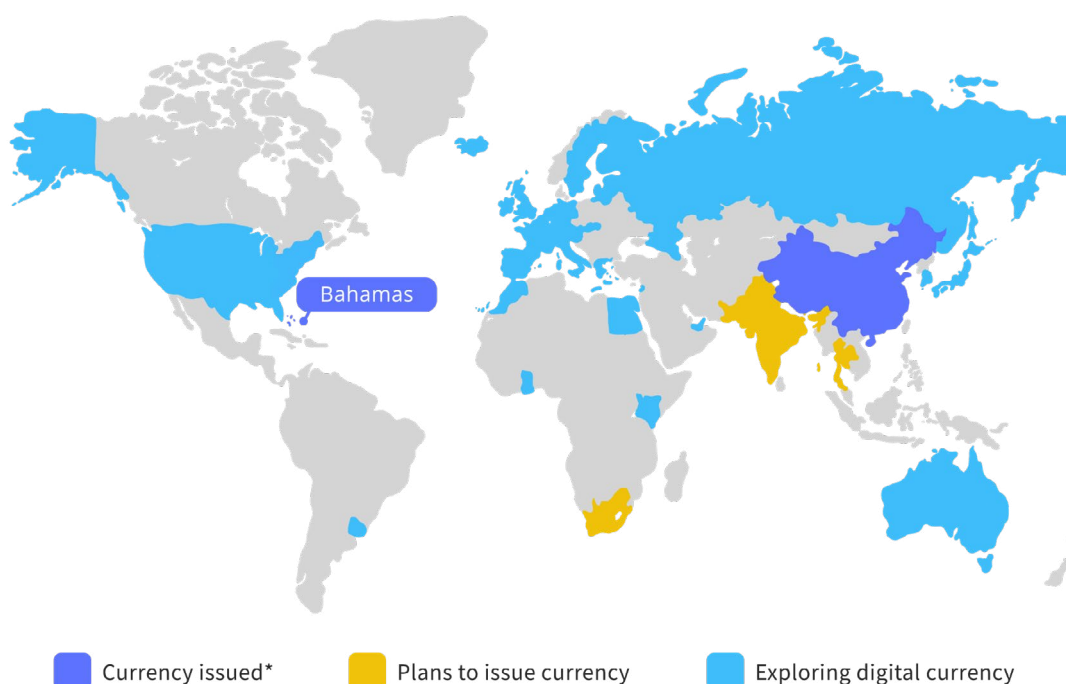 Bahamas
Currency issued*
Plans to issue currency
Exploring digital currency